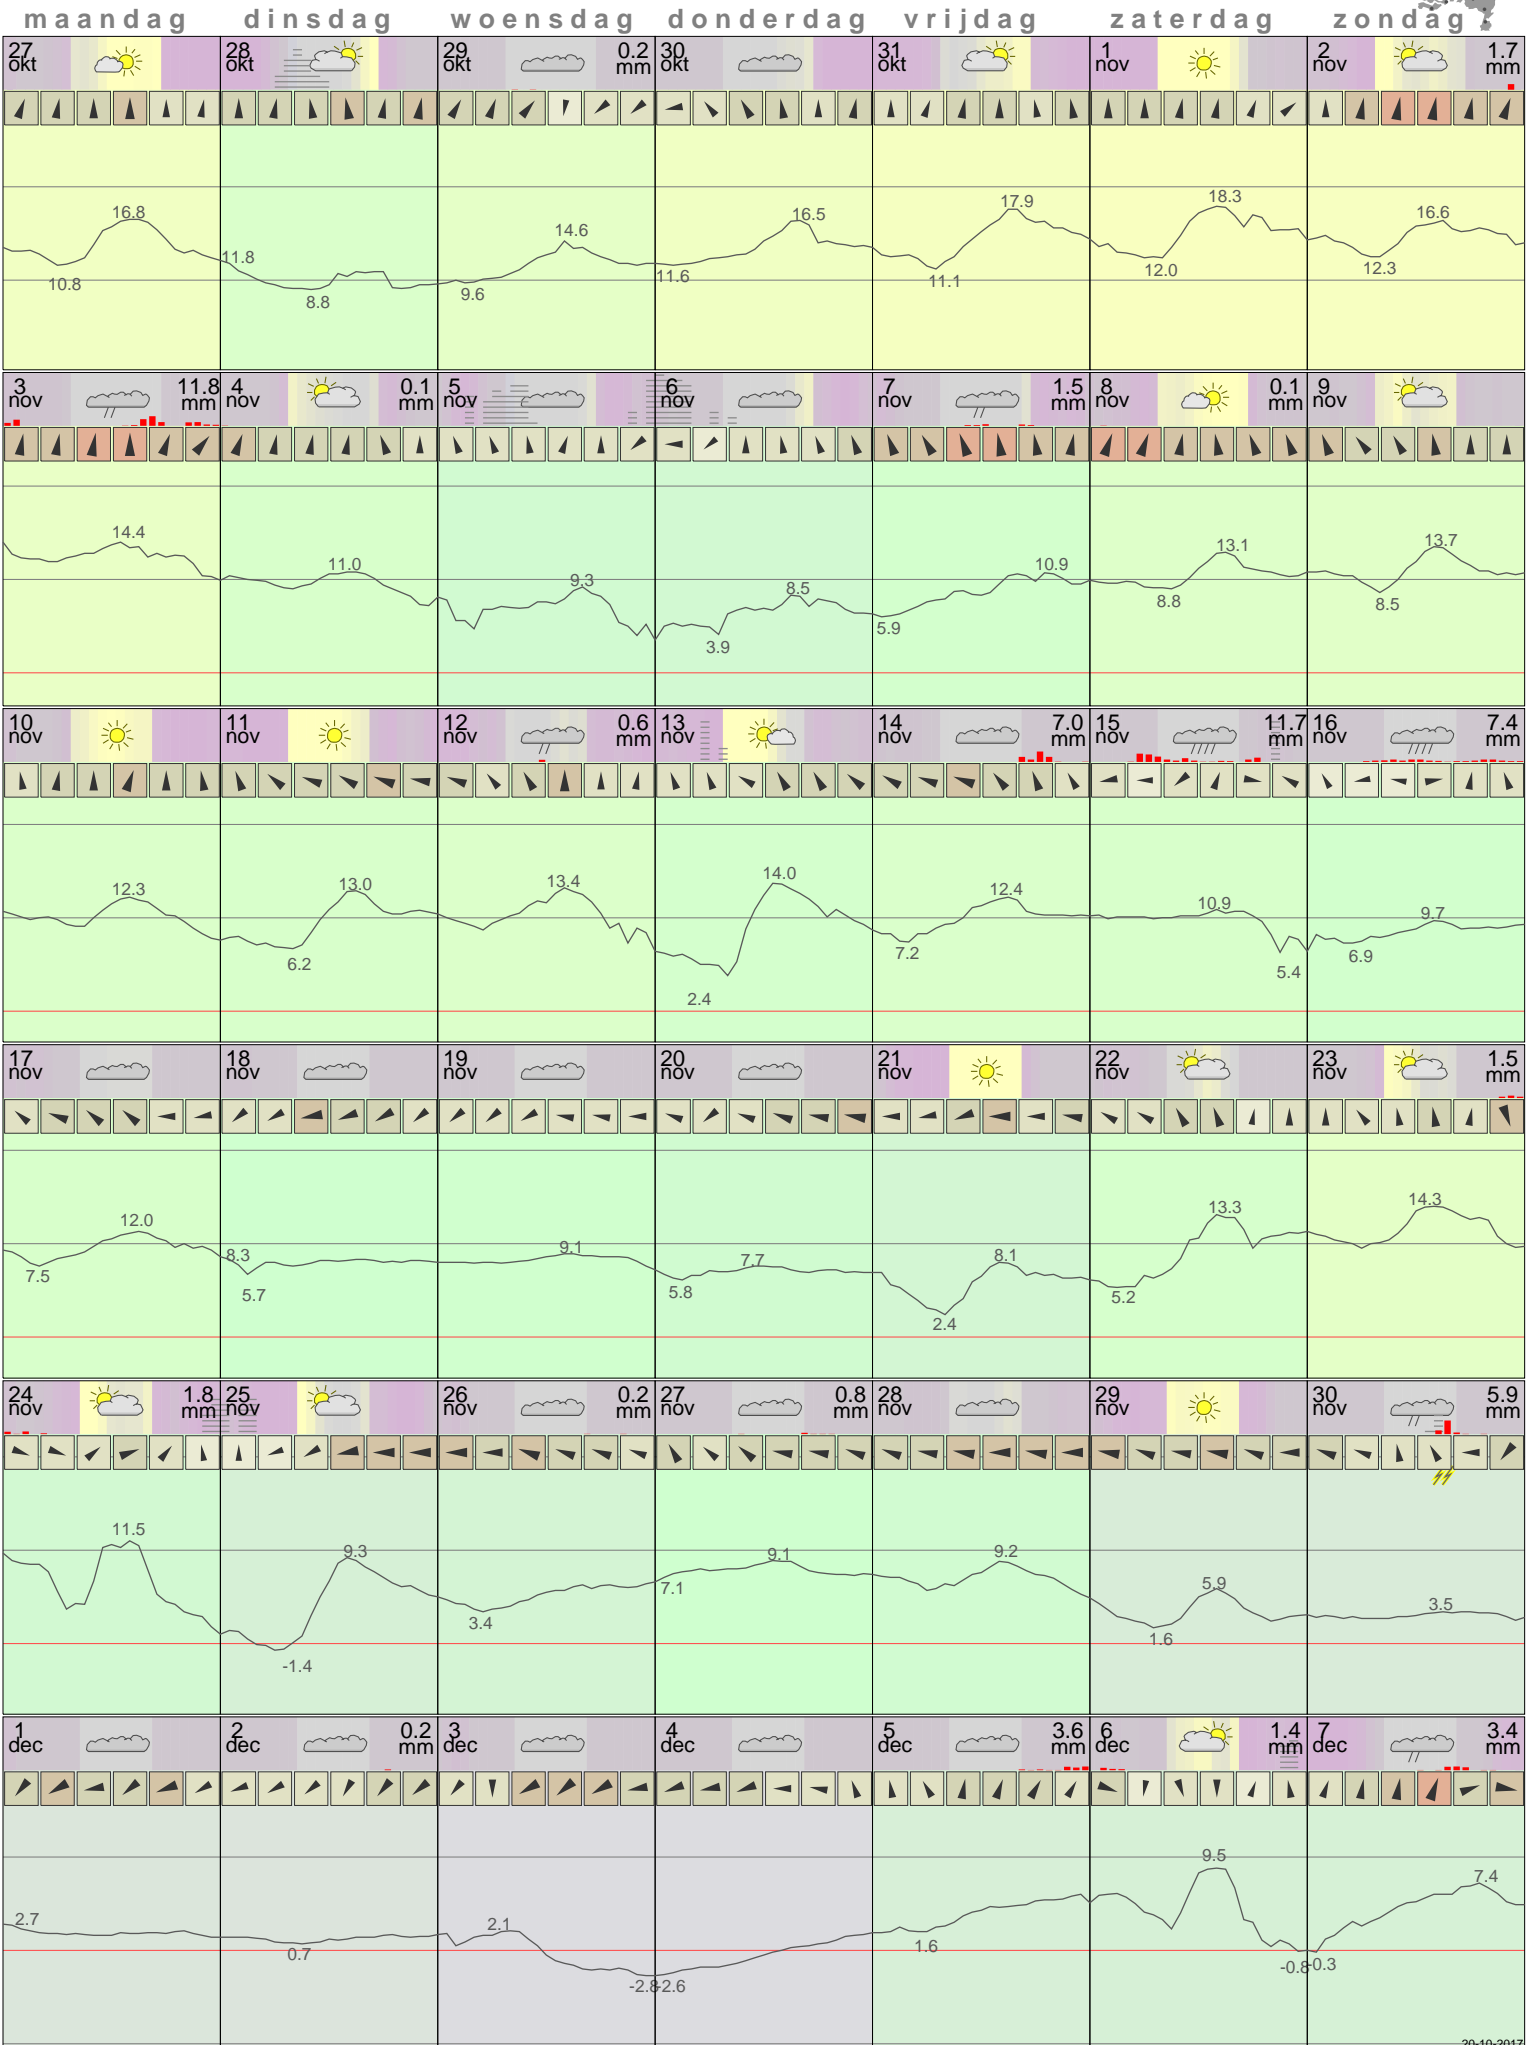 maandag dinsdag woensdag donderdag vrijdag zaterdag zondag
27 28 29 0.2 30 31 1 2 1.7
okt okt okt mm okt okt nov nov mm
16.8 11.8 14.6 16.5 17.9 18.3 16.6
10.8 8.8 9.6 11.6 11.1 12.0 12.3
3 11.8 4 0.1 5 6 7 1.5 8 0.1 9
nov mm nov mm nov nov nov mm nov mm nov
14.4 11.0 9.3 8.5 10.9 13.1 13.7
3.9 5.9 8.8 8.5
10 11 12 0.6 13 14 7.0 15 11.7 16 7.4
nov nov nov mm nov nov mm nov mm nov mm
12.3 13.0 13.4 14.0 12.4 10.9 9.7
6.2 2.4 7.2 5.4 6.9
17 18 19 20 21 22 23 1.5
nov nov nov nov nov nov nov mm
12.0 8.3 9.1 7.7 8.1 13.3 14.3
7.5 5.7 5.8 2.4 5.2
24 1.8 25 26 0.2 27 0.8 28 29 30 5.9
nov mm nov nov mm nov mm nov nov nov mm
11.5 9.3 9.1 9.2 5.9 3.5
-1.4 3.4 7.1 1.6
1 2 0.2 3 4 5 3.6 6 1.4 7 3.4
dec dec mm dec dec dec mm dec mm dec mm
2.7 2.1 9.5 7.4
0.7 -2.8 -2.6 1.6 -0.8 -0.3
20-10-2017